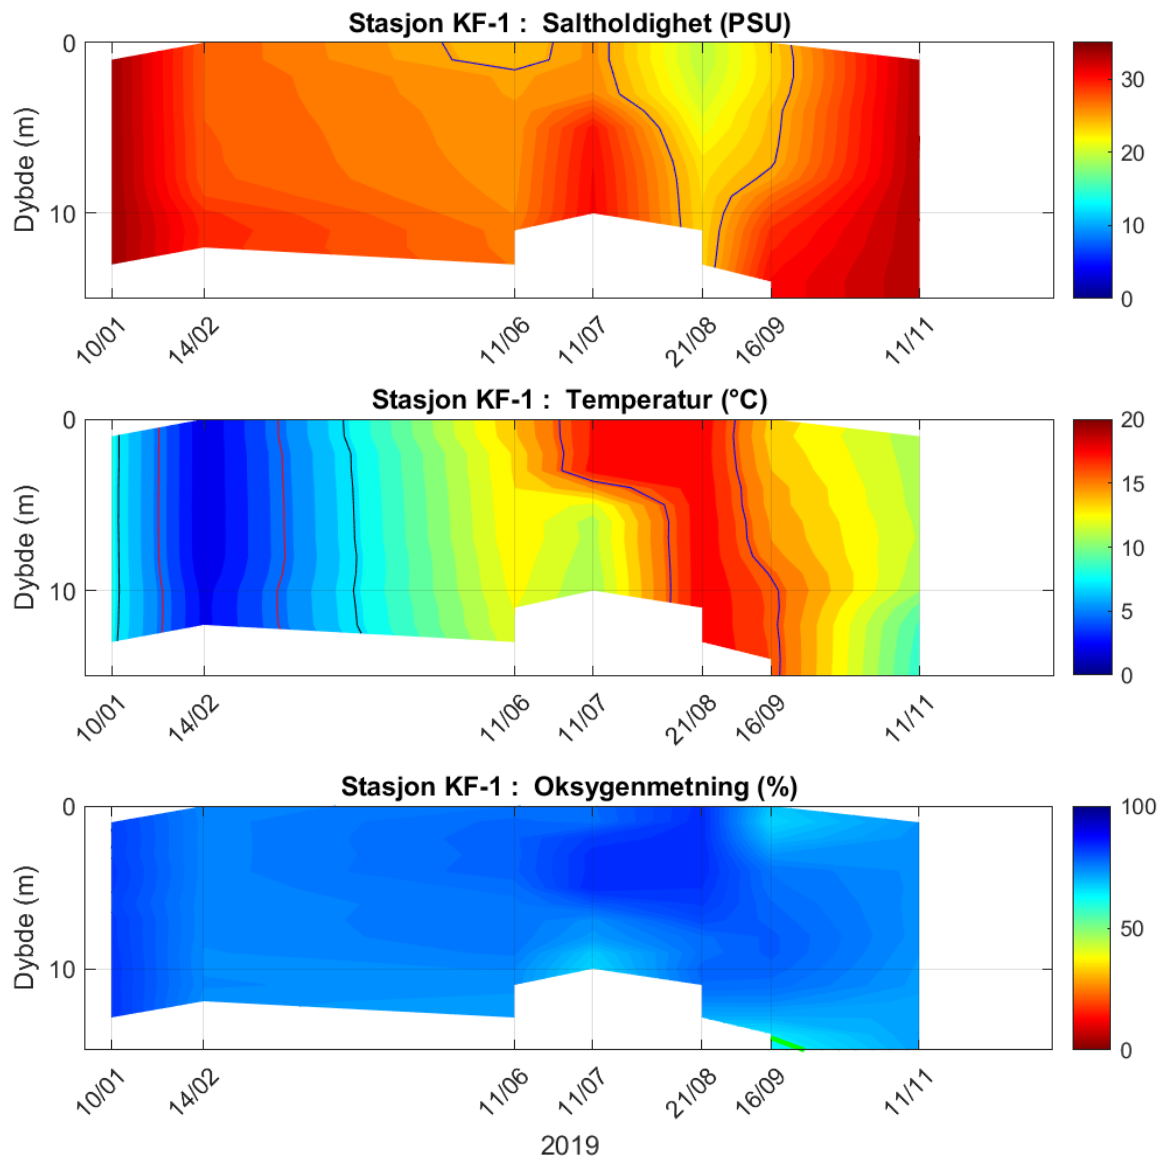 Stasjon KF-1 :  Saltholdighet (PSU)
Dybde (m)
0
10
30
20
10
0
10/01 14/02 11/06 11/07 21/08 16/09 11/11
Stasjon KF-1 :  Temperatur (°C)
Dybde (m)
0
10
20
15
10
5
0
10/01 14/02 11/06 11/07 21/08 16/09 11/11
Stasjon KF-1 :  Oksygenmetning (%)
Dybde (m)
0
10
100
50
0
10/01 14/02 11/06 11/07 21/08 16/09 11/11
2019